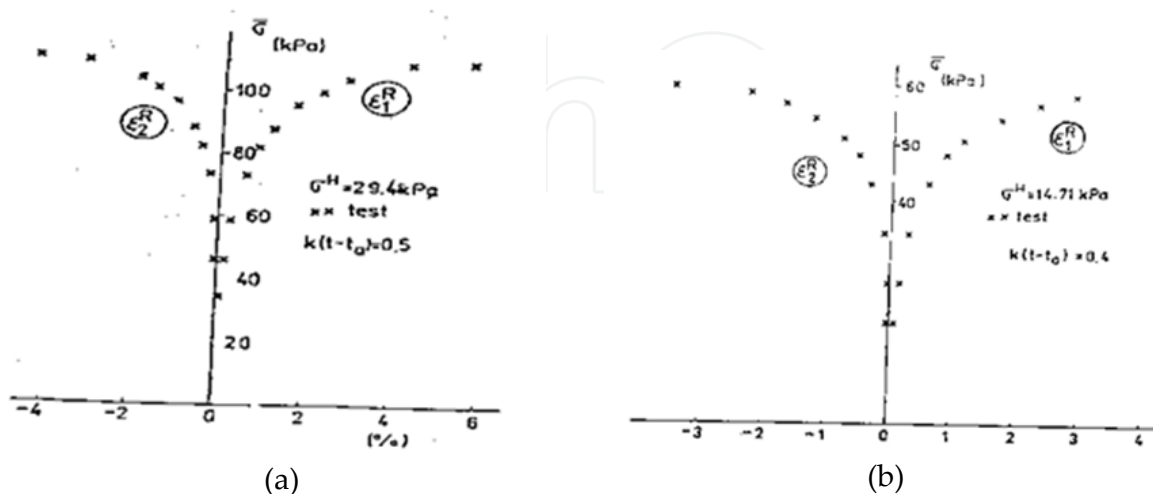 σ̄
(kPa)
100
ε₂ᴿ
ε₁ᴿ
80
σᴴ=29.4kPa
×× test
60
k(t-tₐ)=0.5
40
20
-4 -2 0 2 4 6
(%)
(a)
σ̄
60 (kPa)
50
ε₁ᴿ
ε₂ᴿ
40
σᴴ=14.71 kPa
×× test
k(t-tₐ)=0.4
-3 -2 -1 0 1 2 3 4
(b)